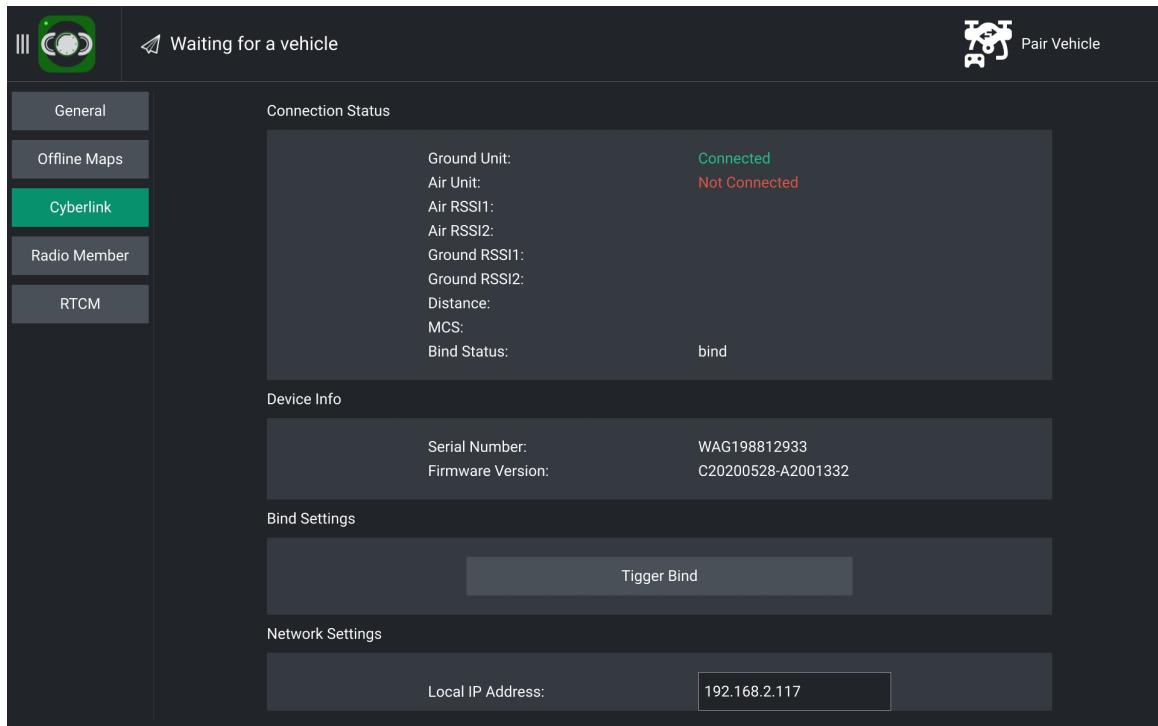 Waiting for a vehicle
Pair Vehicle
General
Offline Maps
Cyberlink
Radio Member
RTCM
Connection Status
Ground Unit: Connected
Air Unit: Not Connected
Air RSSI1:
Air RSSI2:
Ground RSSI1:
Ground RSSI2:
Distance:
MCS:
Bind Status: bind
Device Info
Serial Number: WAG198812933
Firmware Version: C20200528-A2001332
Bind Settings
Tigger Bind
Network Settings
Local IP Address: 192.168.2.117